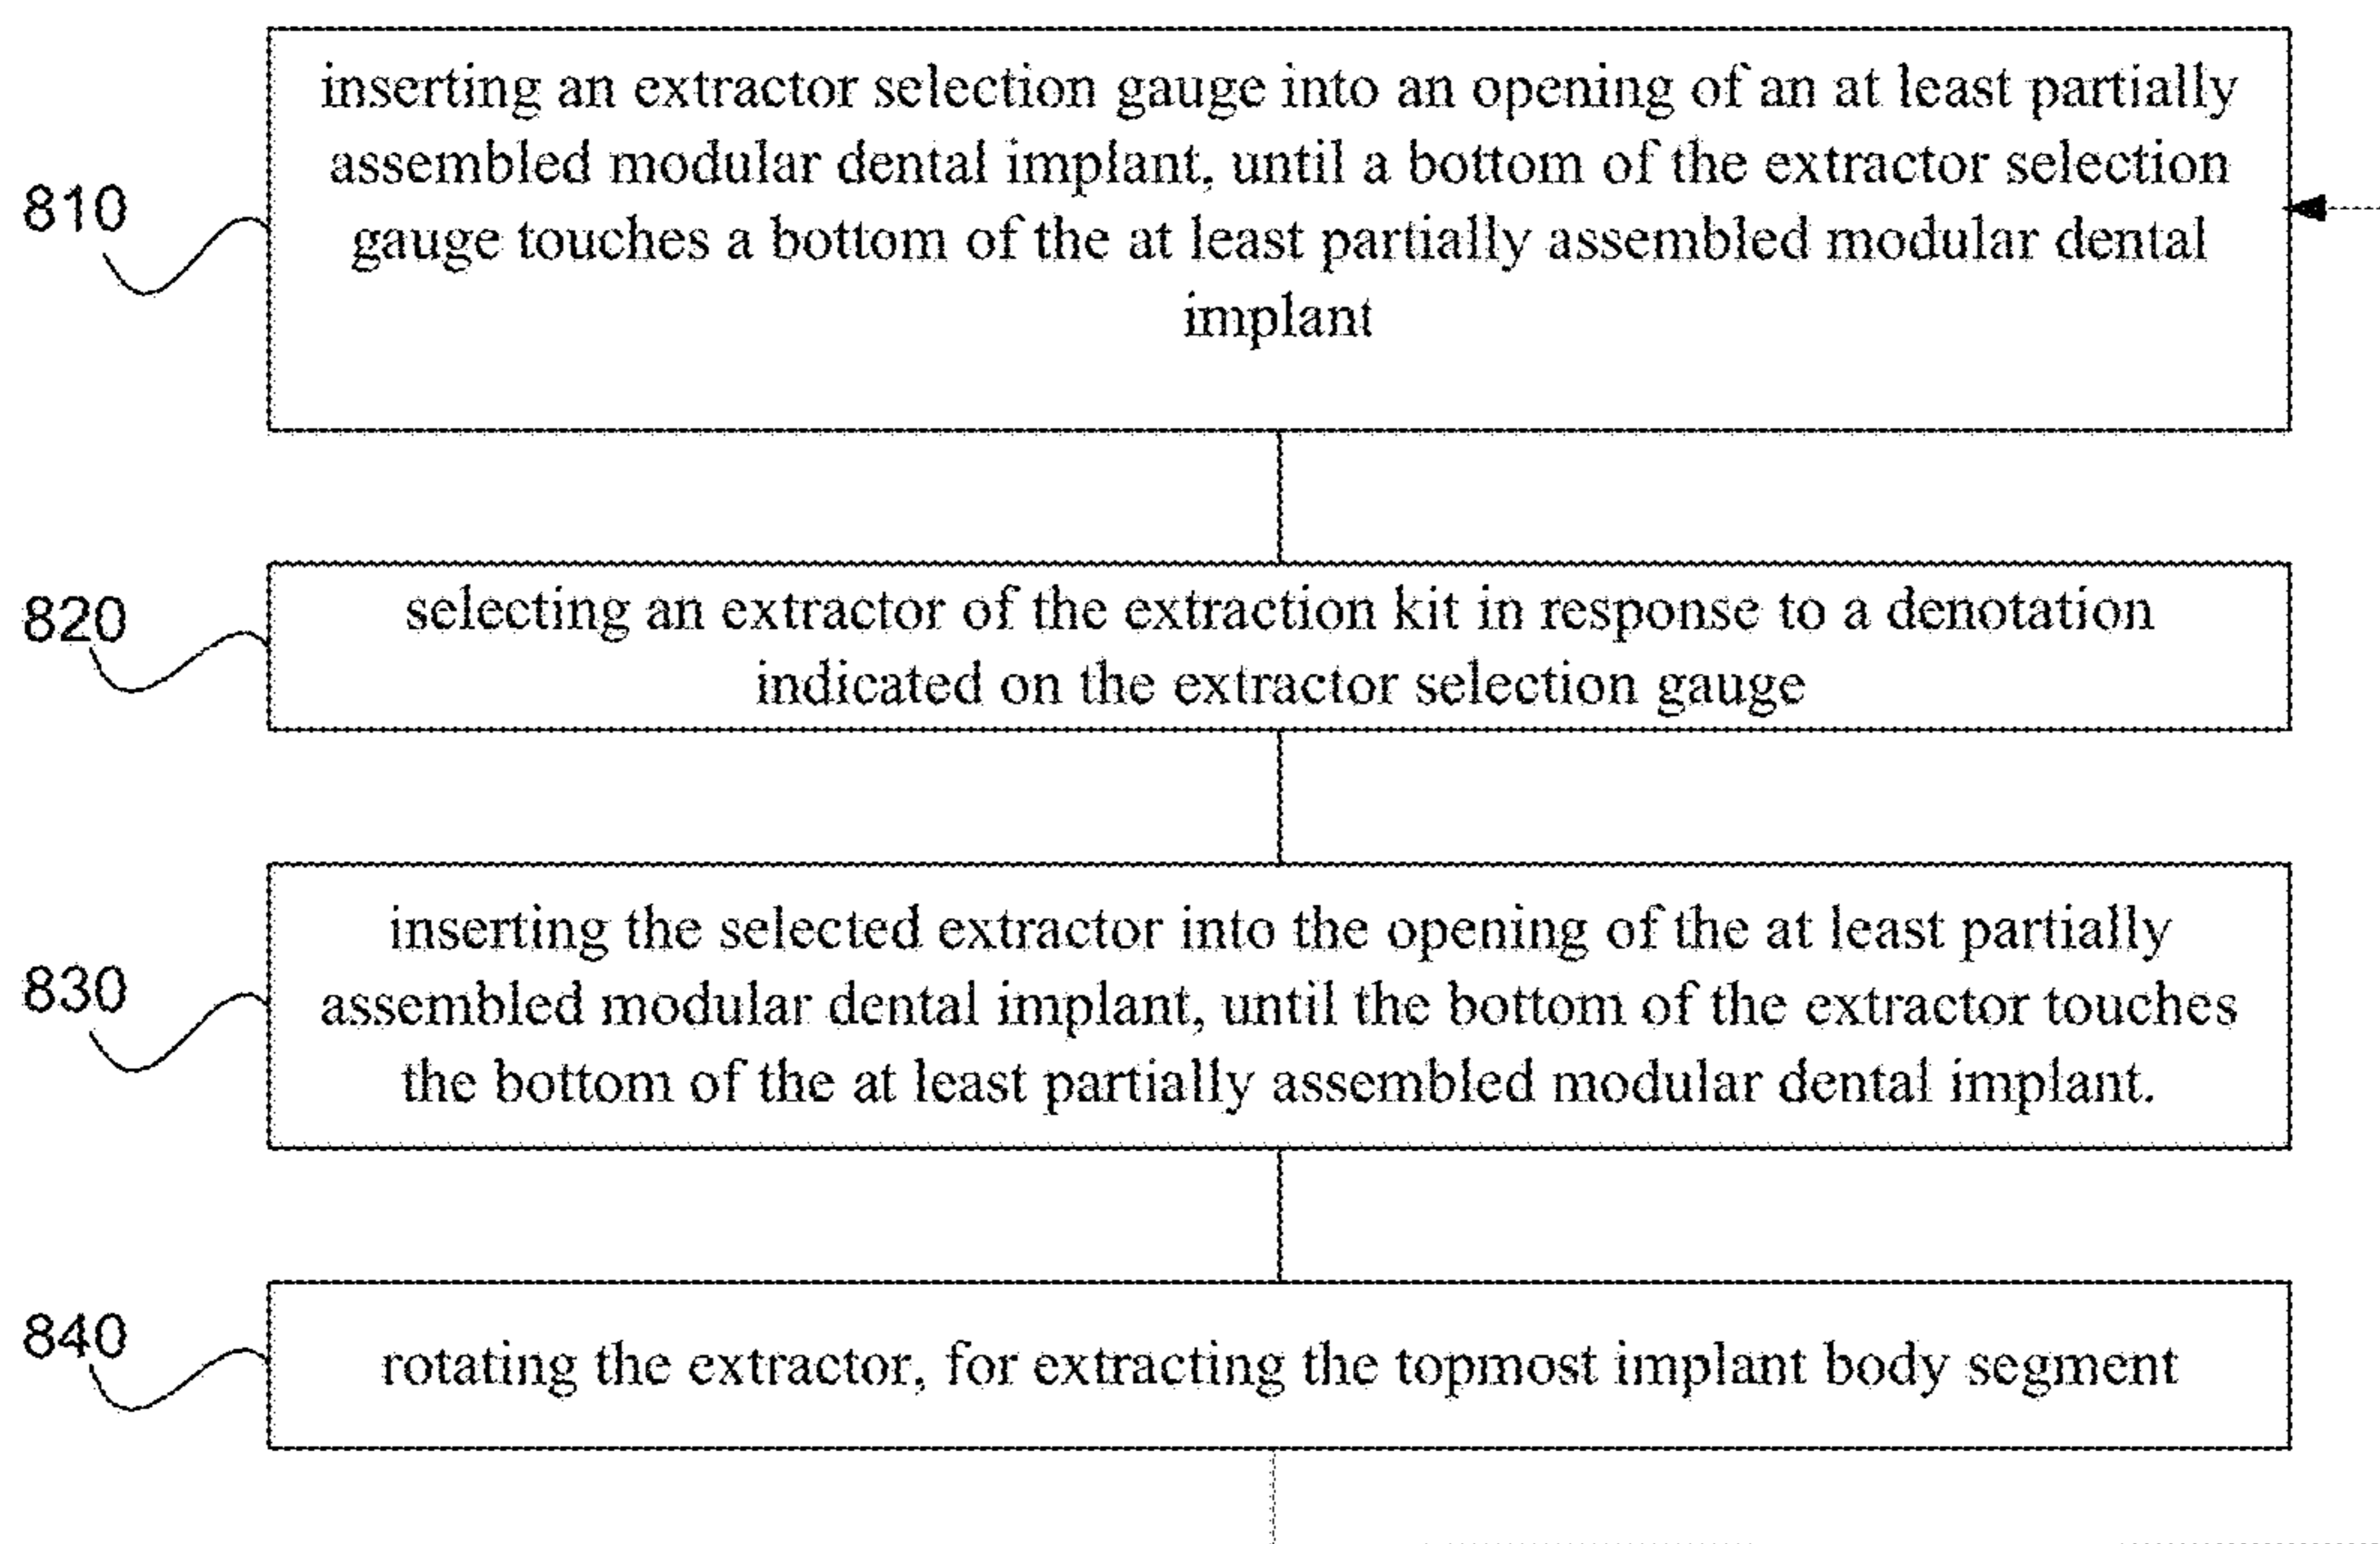 810
inserting an extractor selection gauge into an opening of an at least partially
assembled modular dental implant, until a bottom of the extractor selection
gauge touches a bottom of the at least partially assembled modular dental
implant
820
selecting an extractor of the extraction kit in response to a denotation
indicated on the extractor selection gauge
830
inserting the selected extractor into the opening of the at least partially
assembled modular dental implant, until the bottom of the extractor touches
the bottom of the at least partially assembled modular dental implant.
840
rotating the extractor, for extracting the topmost implant body segment